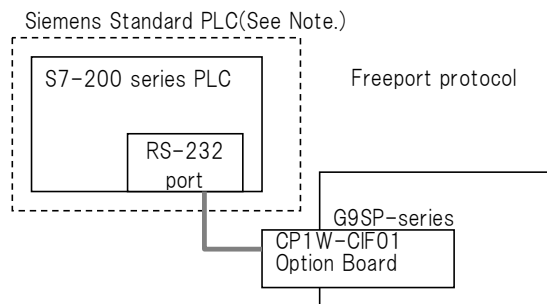 Siemens Standard PLC(See Note.)
S7-200 series PLC
Freeport protocol
RS-232
port
G9SP-series
CP1W-CIF01
Option Board